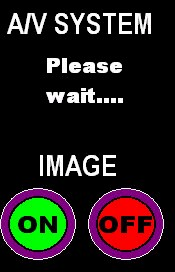 A/V SYSTEM
Please
wait....
IMAGE
ON OFF